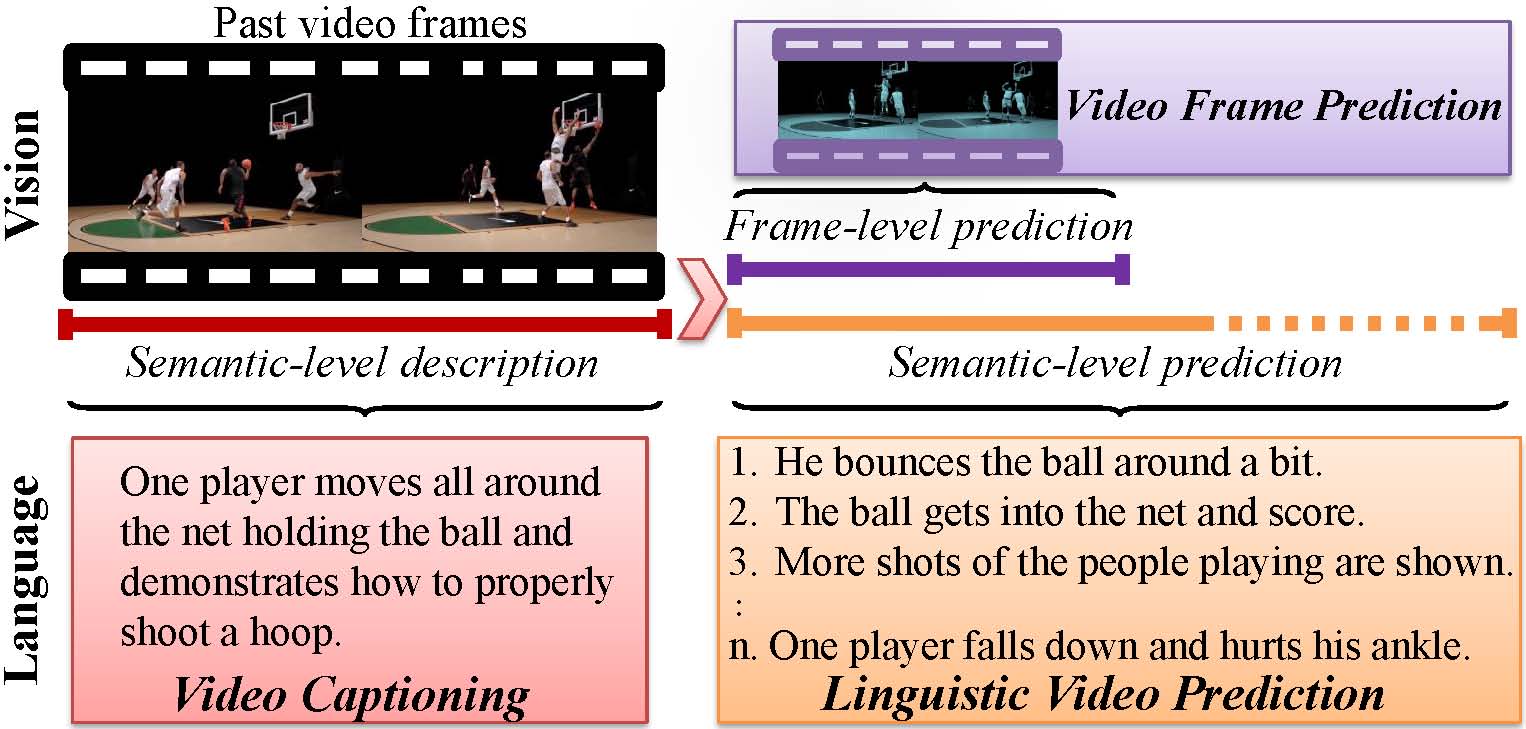 Past video frames
Vision
Video Frame Prediction
Frame-level prediction
Semantic-level description
Semantic-level prediction
Language
One player moves all around
the net holding the ball and
demonstrates how to properly
shoot a hoop.
Video Captioning
1. He bounces the ball around a bit.
2. The ball gets into the net and score.
3. More shots of the people playing are shown.
:
n. One player falls down and hurts his ankle.
Linguistic Video Prediction